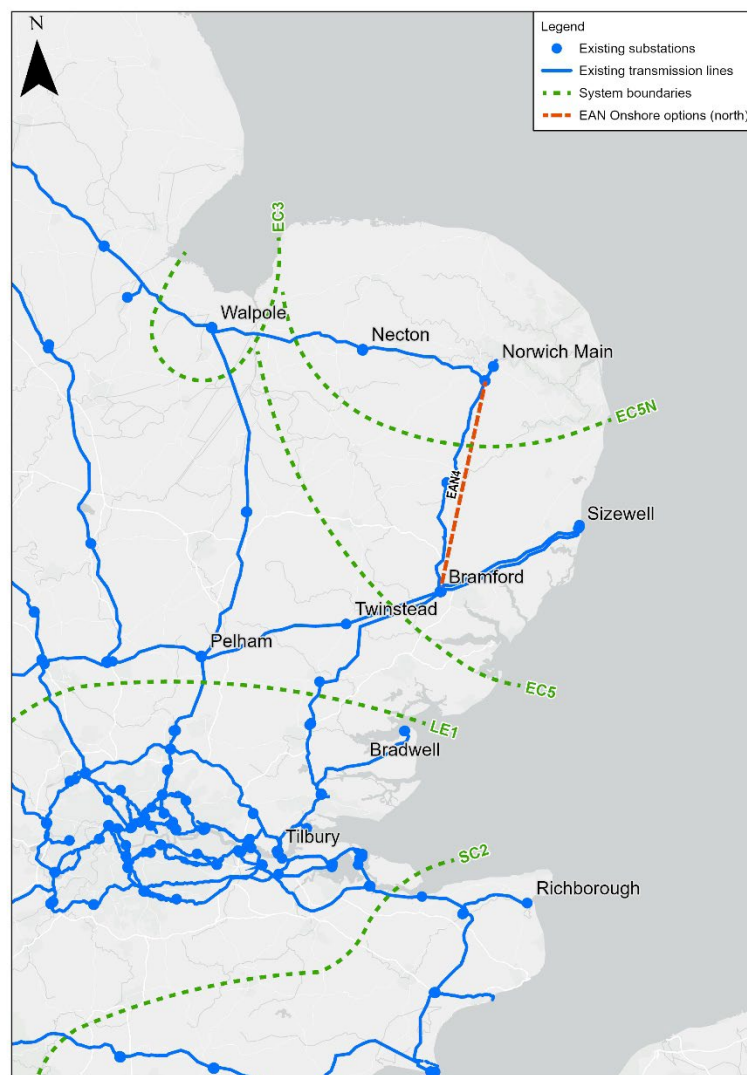 N
Legend
Existing substations
Existing transmission lines
System boundaries
EAN Onshore options (north)
EC3
Walpole
Necton
Norwich Main
EC5N
EAN4
Sizewell
Bramford
Twinstead
Pelham
EC5
LE1
Bradwell
Tilbury
SC2
Richborough